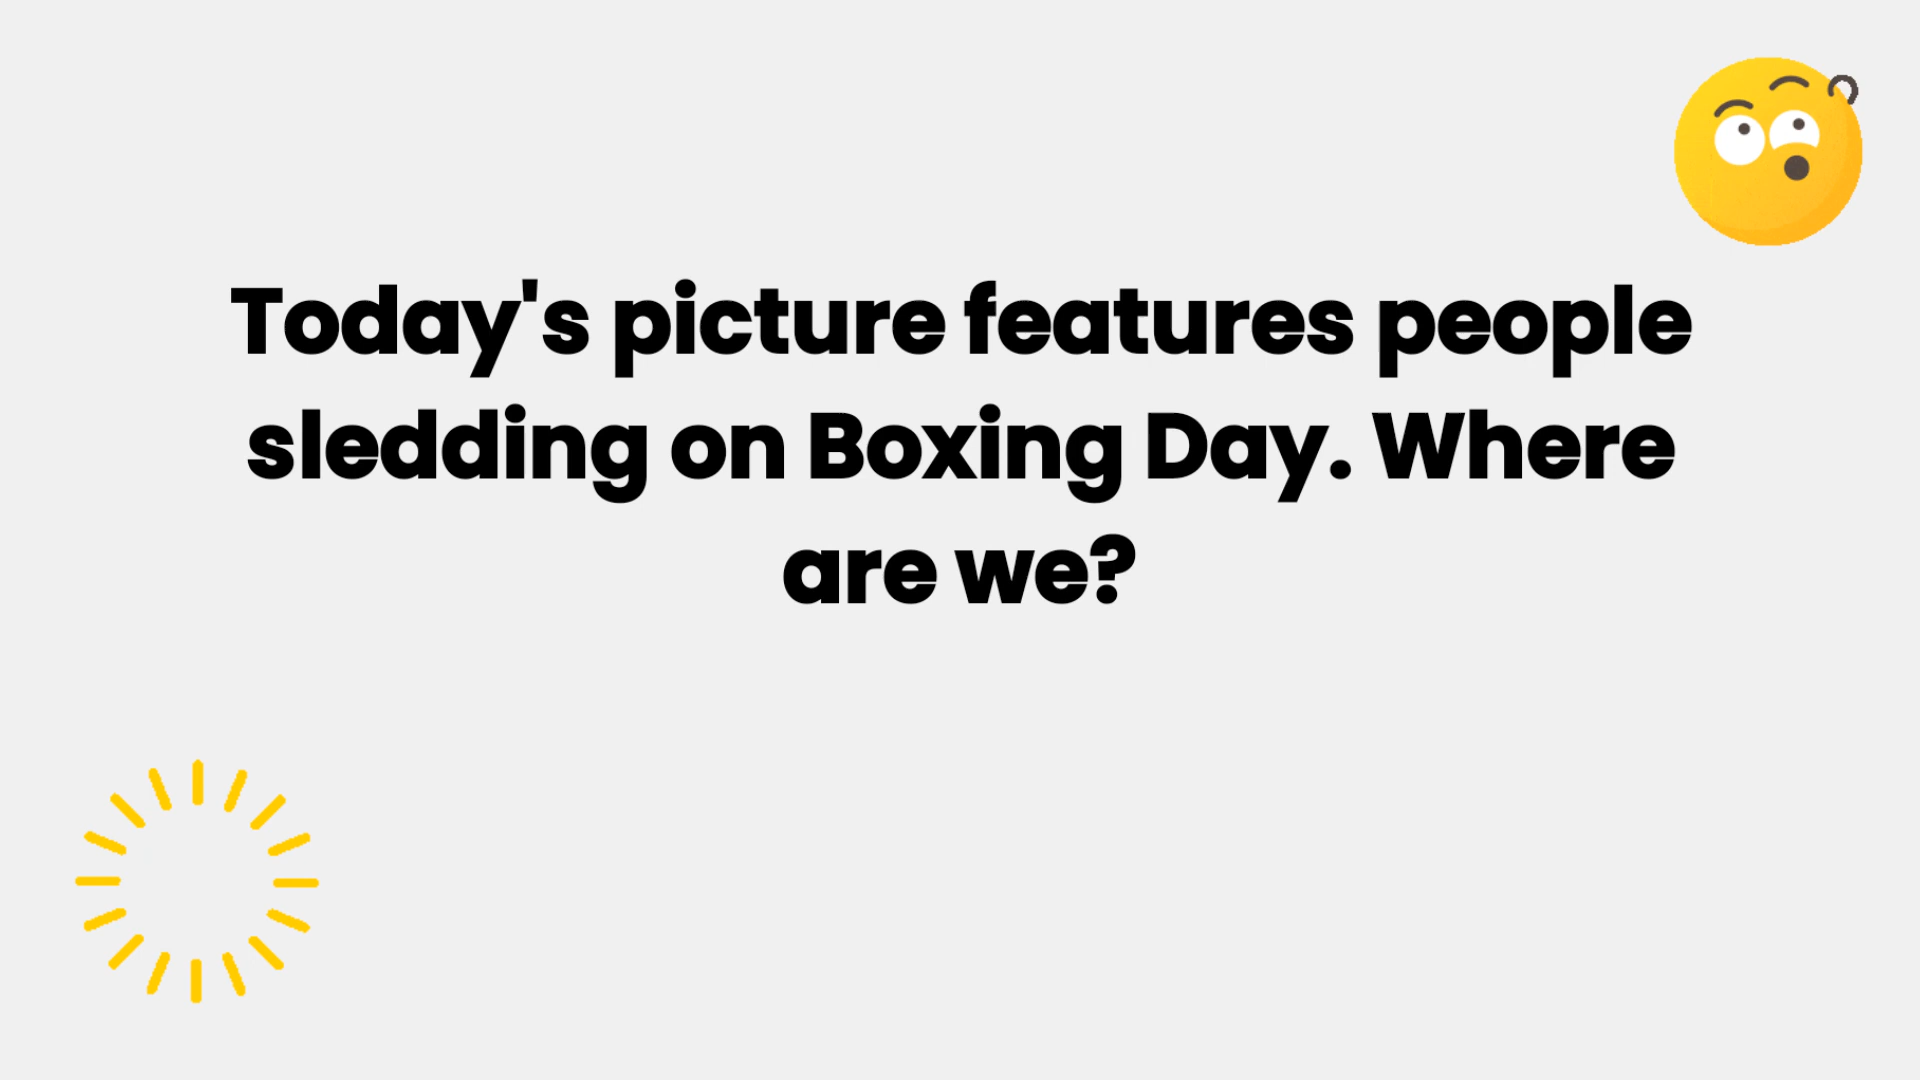 Today's picture features people
sledding on Boxing Day. Where
are we?